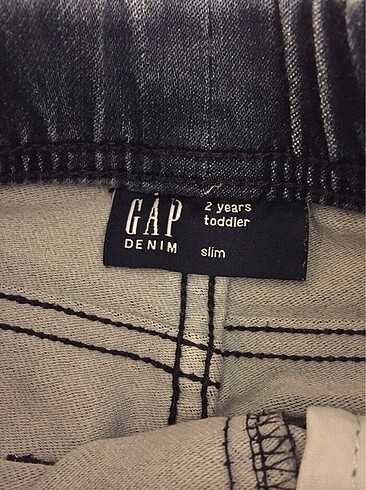 GAP
DENIM
2 years
toddler
slim